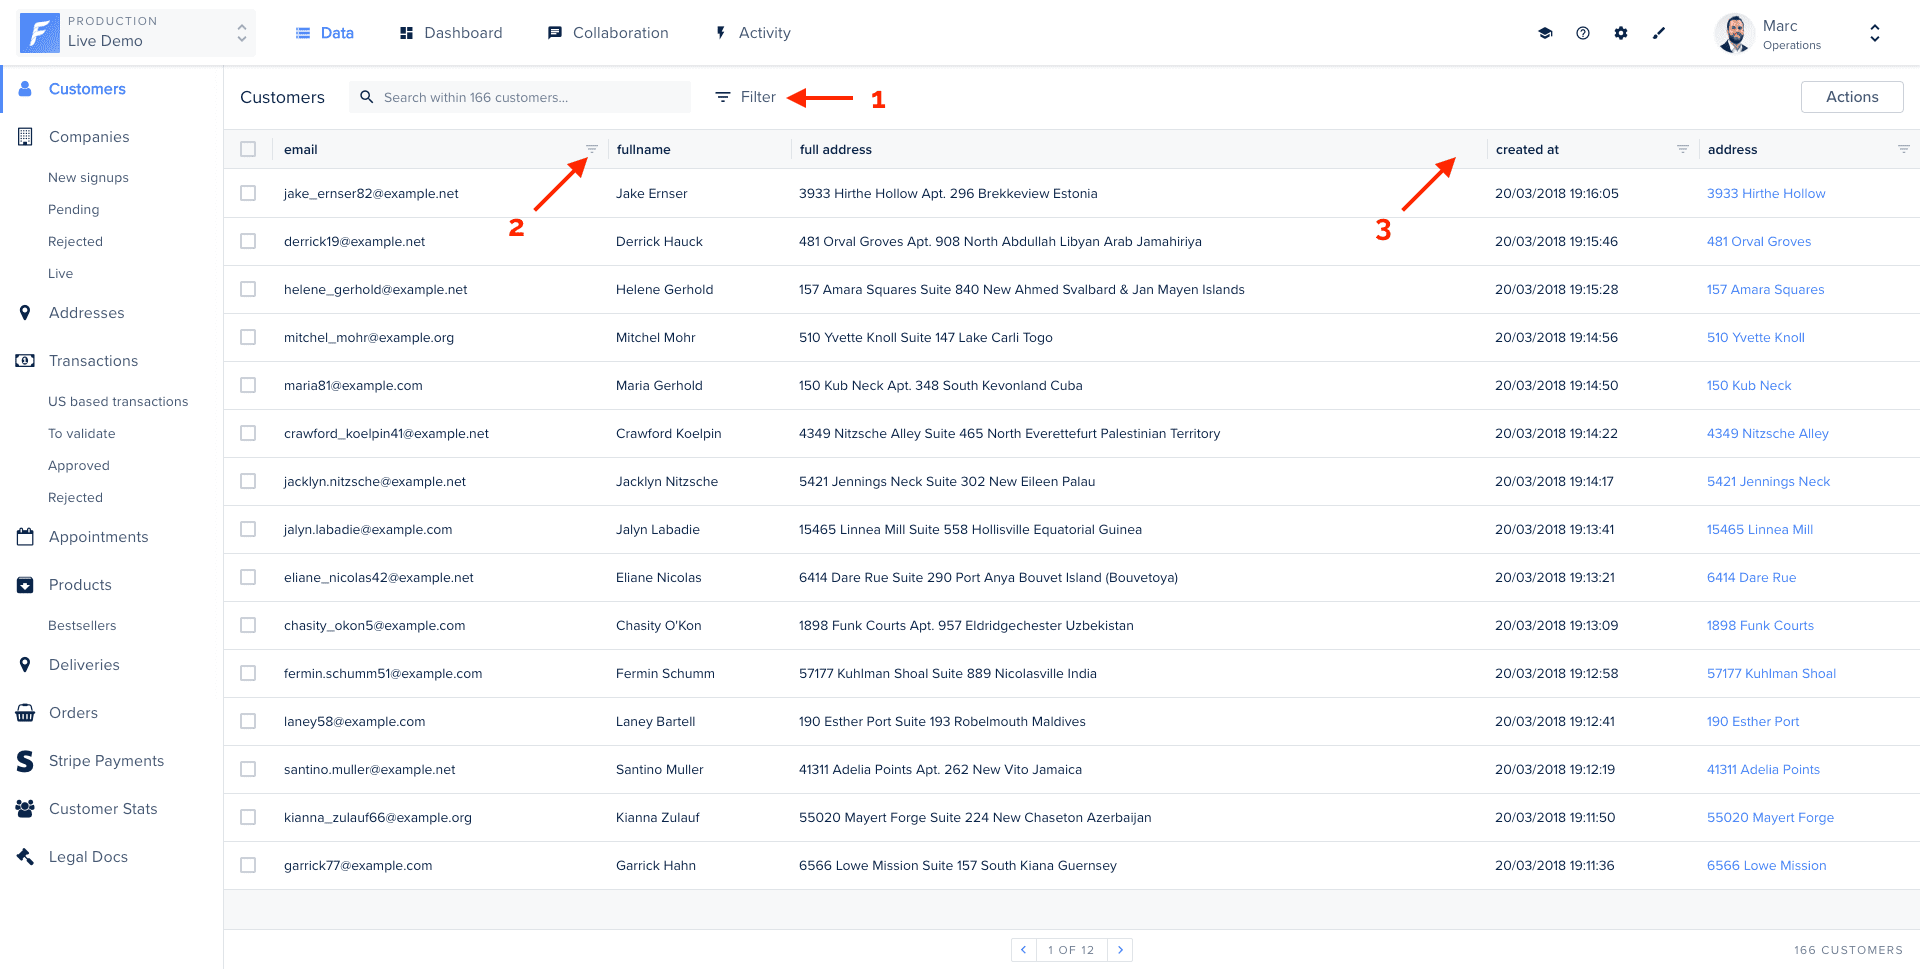 PRODUCTION
Live Demo
Data
Dashboard
Collaboration
Activity
Marc
Operations
Customers
Companies
New signups
Pending
Rejected
Live
Addresses
Transactions
US based transactions
To validate
Approved
Rejected
Appointments
Products
Bestsellers
Deliveries
Orders
Stripe Payments
Customer Stats
Legal Docs
Customers
Search within 166 customers...
Filter
1
Actions
email fullname full address created at address
2
3
jake_ernser82@example.net Jake Ernser 3933 Hirthe Hollow Apt. 296 Brekkeview Estonia 20/03/2018 19:16:05 3933 Hirthe Hollow
derrick19@example.net Derrick Hauck 481 Orval Groves Apt. 908 North Abdullah Libyan Arab Jamahiriya 20/03/2018 19:15:46 481 Orval Groves
helene_gerhold@example.net Helene Gerhold 157 Amara Squares Suite 840 New Ahmed Svalbard & Jan Mayen Islands 20/03/2018 19:15:28 157 Amara Squares
mitchel_mohr@example.org Mitchel Mohr 510 Yvette Knoll Suite 147 Lake Carli Togo 20/03/2018 19:14:56 510 Yvette Knoll
maria81@example.com Maria Gerhold 150 Kub Neck Apt. 348 South Kevonland Cuba 20/03/2018 19:14:50 150 Kub Neck
crawford_koelpin41@example.net Crawford Koelpin 4349 Nitzsche Alley Suite 465 North Everettefurt Palestinian Territory 20/03/2018 19:14:22 4349 Nitzsche Alley
jacklyn.nitzsche@example.net Jacklyn Nitzsche 5421 Jennings Neck Suite 302 New Eileen Palau 20/03/2018 19:14:17 5421 Jennings Neck
jalyn.labadie@example.com Jalyn Labadie 15465 Linnea Mill Suite 558 Hollisville Equatorial Guinea 20/03/2018 19:13:41 15465 Linnea Mill
eliane_nicolas42@example.net Eliane Nicolas 6414 Dare Rue Suite 290 Port Anya Bouvet Island (Bouvetoya) 20/03/2018 19:13:21 6414 Dare Rue
chasity_okon5@example.com Chasity O'Kon 1898 Funk Courts Apt. 957 Eldridgechester Uzbekistan 20/03/2018 19:13:09 1898 Funk Courts
fermin.schumm51@example.com Fermin Schumm 57177 Kuhlman Shoal Suite 889 Nicolasville India 20/03/2018 19:12:58 57177 Kuhlman Shoal
laney58@example.com Laney Bartell 190 Esther Port Suite 193 Robelmouth Maldives 20/03/2018 19:12:41 190 Esther Port
santino.muller@example.net Santino Muller 41311 Adelia Points Apt. 262 New Vito Jamaica 20/03/2018 19:12:19 41311 Adelia Points
kianna_zulauf66@example.org Kianna Zulauf 55020 Mayert Forge Suite 224 New Chaseton Azerbaijan 20/03/2018 19:11:50 55020 Mayert Forge
garrick77@example.com Garrick Hahn 6566 Lowe Mission Suite 157 South Kiana Guernsey 20/03/2018 19:11:36 6566 Lowe Mission
1 OF 12
166 CUSTOMERS